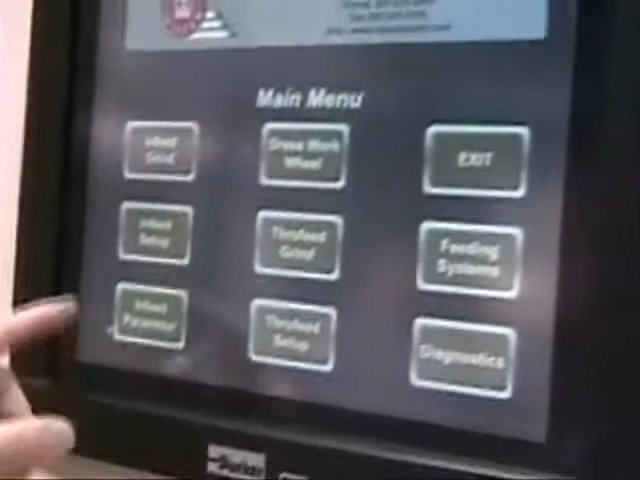 Main Menu
Infeed
Grind
Dress Work
Wheel
EXIT
Infeed
Setup
Thrufeed
Grind
Feeding
Systems
Infeed
Parameter
Thrufeed
Setup
Diagnostics
Parker